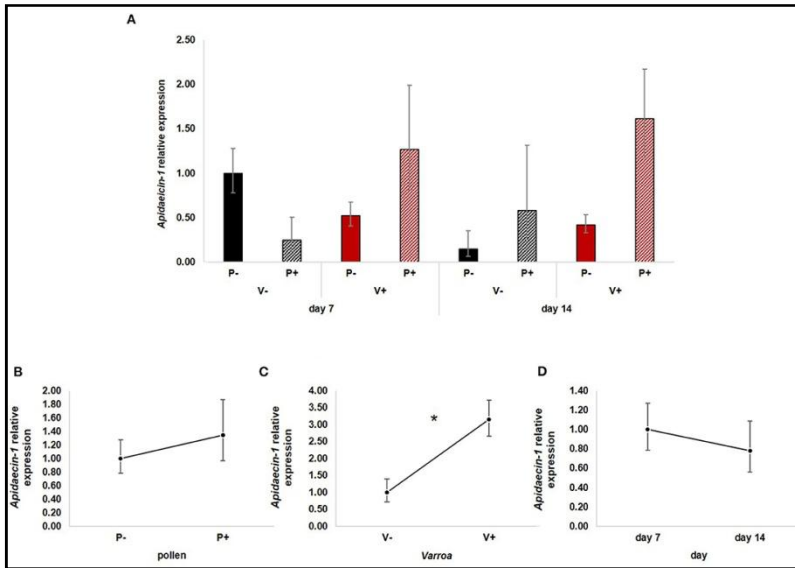 A
Apidaeicin-1 relative expression
2.50
2.00
1.50
1.00
0.50
0.00
P- P+ P- P+ P- P+ P- P+
V- V+ V- V+
day 7 day 14
B
Apidaecin-1 relative
expression
2.00
1.80
1.60
1.40
1.20
1.00
0.80
0.60
0.40
0.20
0.00
P- P+
pollen
C
Apidaecin-1 relative
expression
4.00
3.50
3.00
2.50
2.00
1.50
1.00
0.50
0.00
*
V- V+
Varroa
D
Apidaecin-1 relative
expression
1.40
1.20
1.00
0.80
0.60
0.40
0.20
0.00
day 7 day 14
day